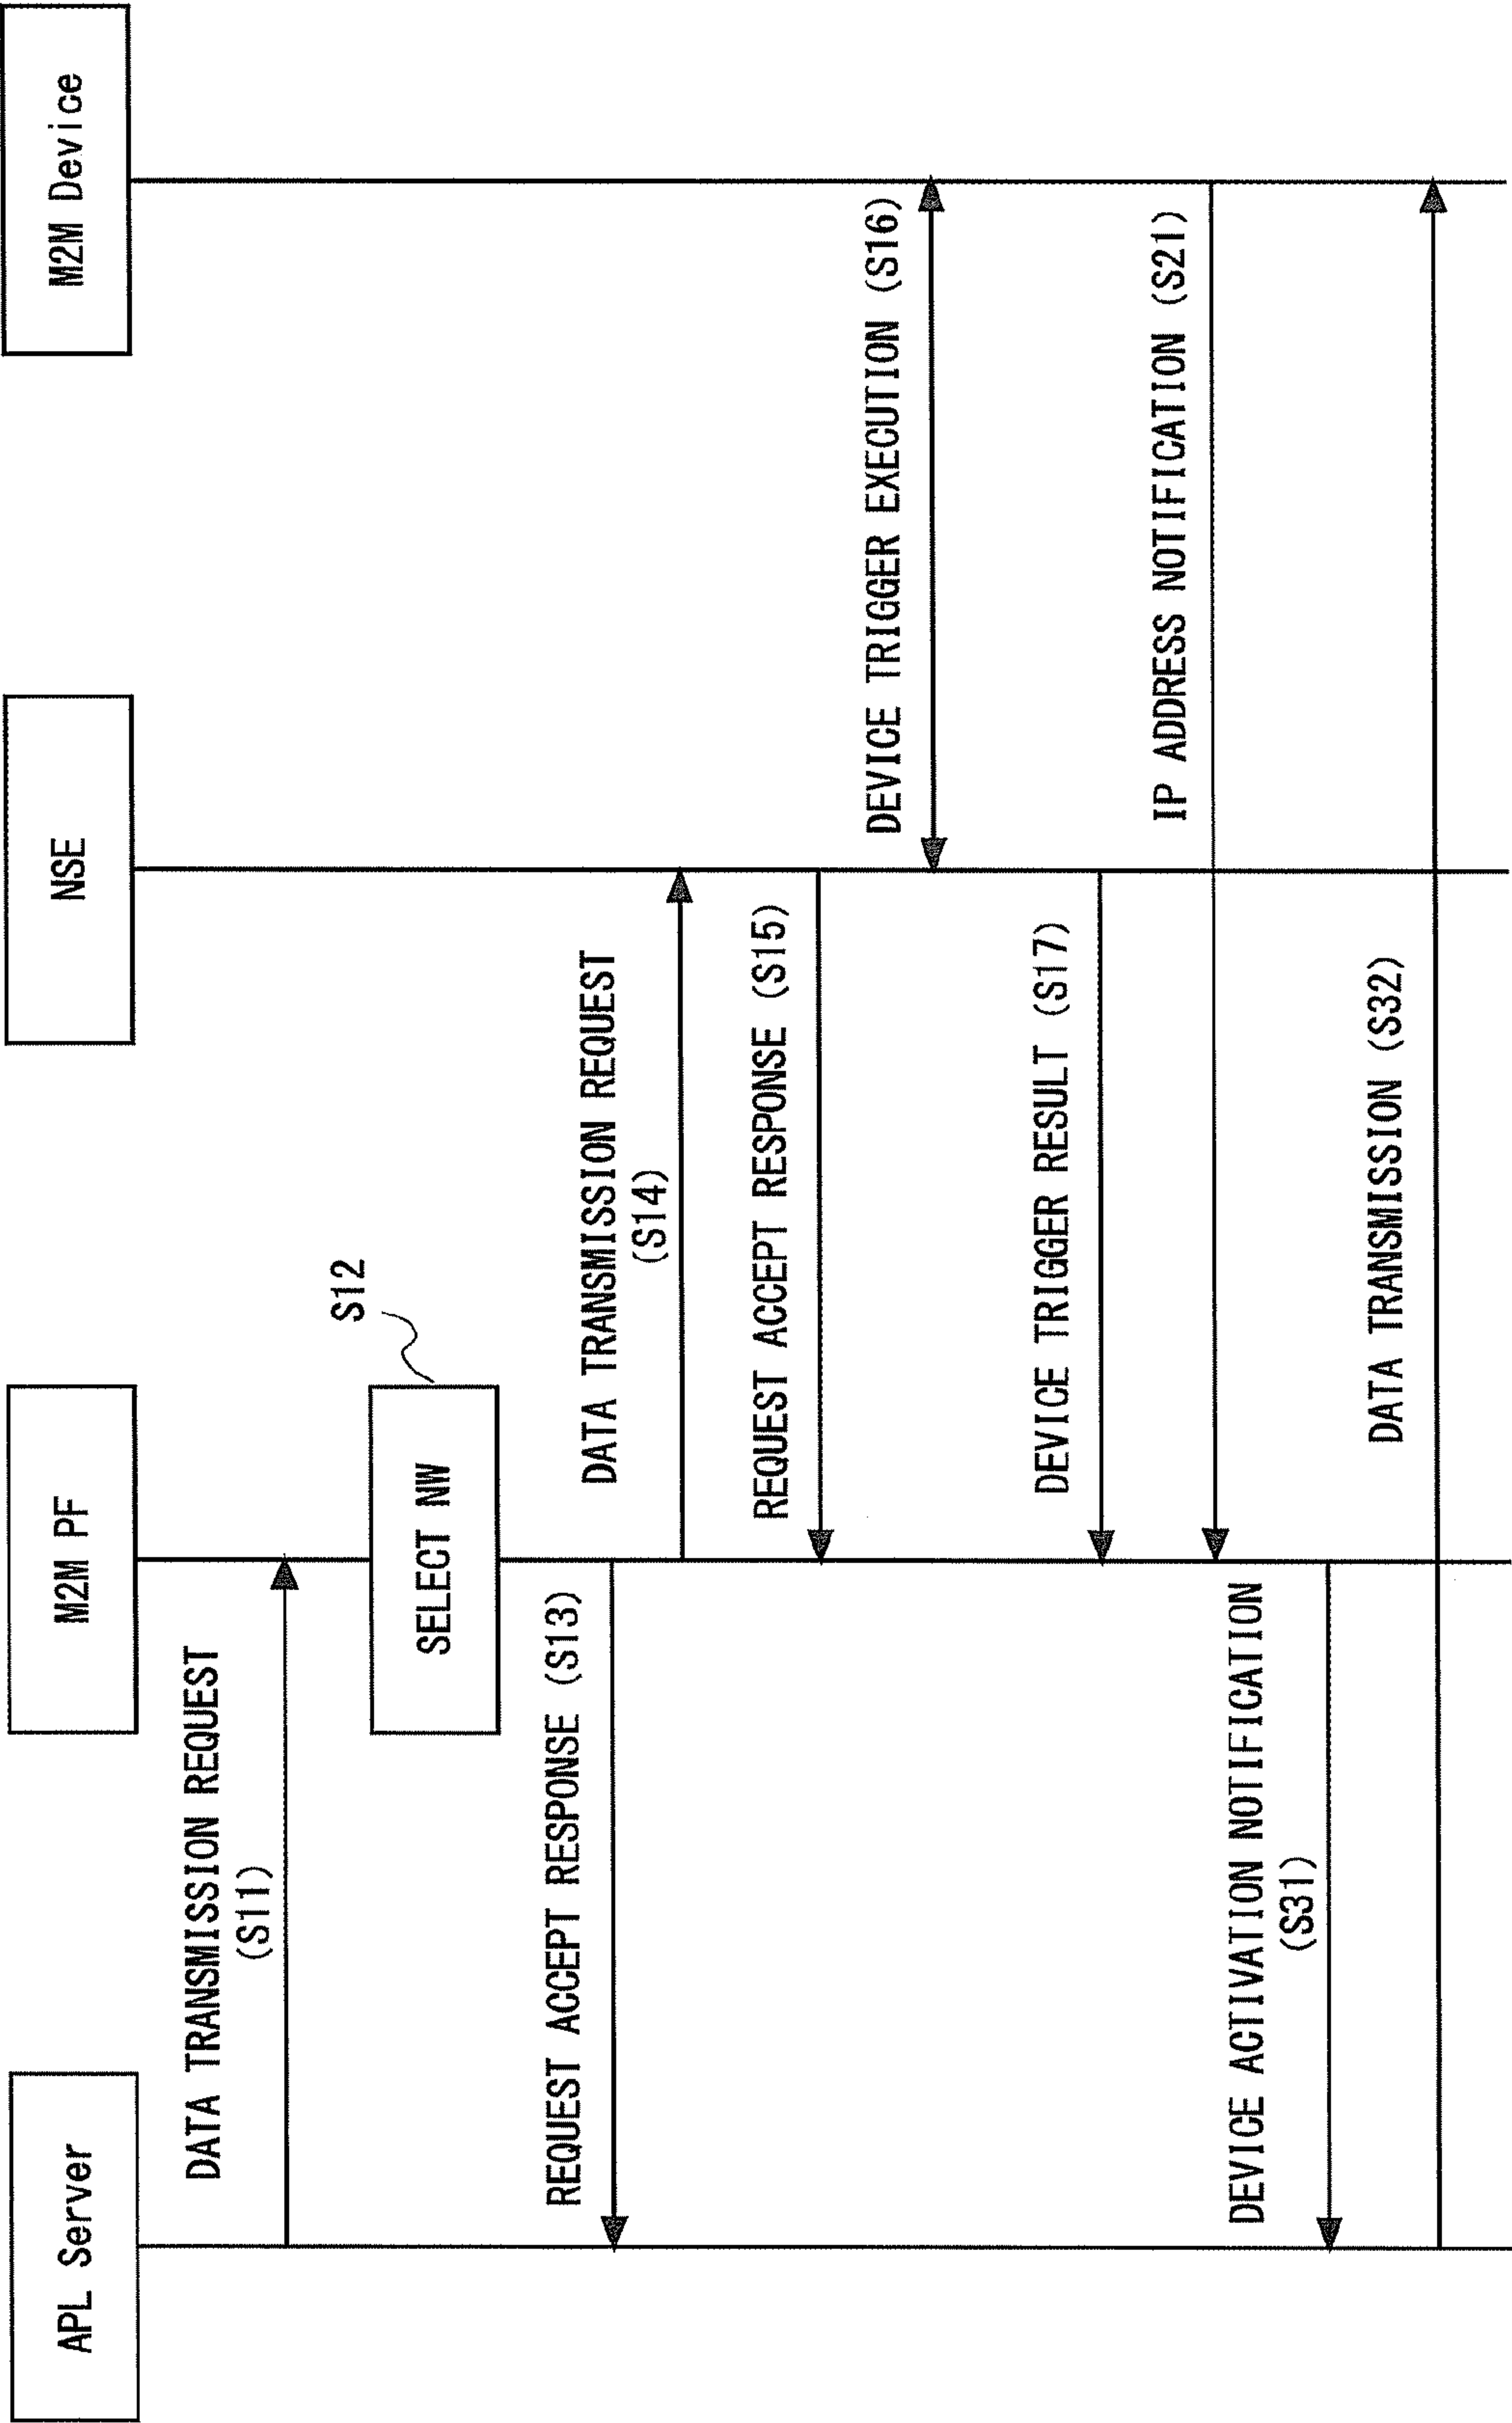 APL Server
M2M PF
NSE
M2M Device
DATA TRANSMISSION REQUEST
(S11)
S12
SELECT NW
REQUEST ACCEPT RESPONSE (S13)
DATA TRANSMISSION REQUEST
(S14)
REQUEST ACCEPT RESPONSE (S15)
DEVICE TRIGGER EXECUTION (S16)
DEVICE TRIGGER RESULT (S17)
IP ADDRESS NOTIFICATION (S21)
DEVICE ACTIVATION NOTIFICATION
(S31)
DATA TRANSMISSION (S32)